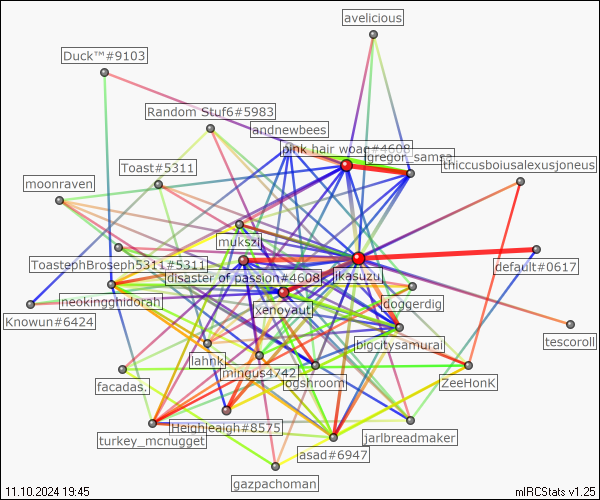 avelicious
Duck™#9103
Random Stuf6#5983
andnewbees
pink hair woag#4608
gregor_samsa
thiccusboiusalexusjoneus
Toast#5311
moonraven
mukszi
ToastephBroseph5311#5311
disaster of passion#4608
ikasuzu
default#0617
neokingghidorah
xenoyaut
doggerdig
Knowun#6424
bigcitysamurai
tescoroll
lahnk
mingus4742
ogshroom
facadas.
ZeeHonK
turkey_mcnugget
asad#6947
jarlbreadmaker
gazpachoman
11.10.2024 19:45
mIRCStats v1.25